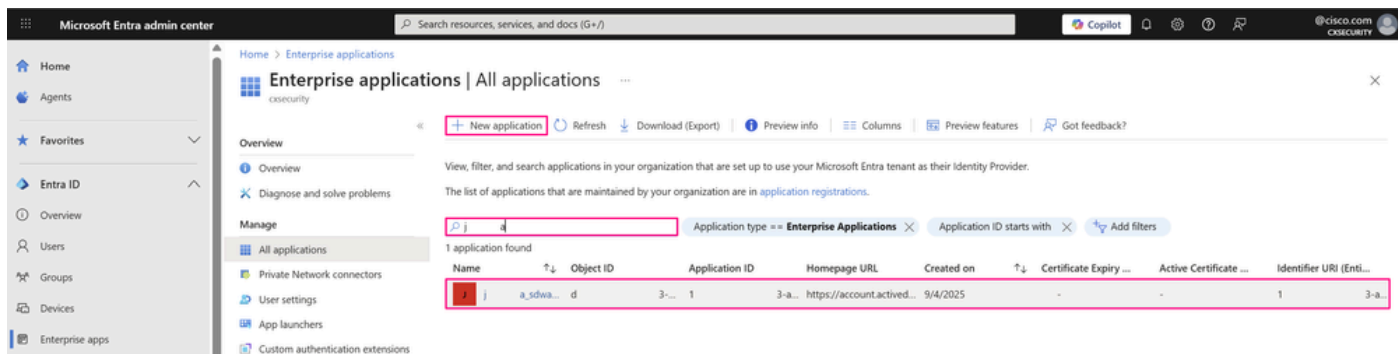 Microsoft Entra admin center
Search resources, services, and docs (G+/)
Copilot
@cisco.com
CXSECURITY
Home
Agents
Favorites
Entra ID
Overview
Users
Groups
Devices
Enterprise apps
Home > Enterprise applications
Enterprise applications | All applications ...
cxsecurity
Overview
Overview
Diagnose and solve problems
Manage
All applications
Private Network connectors
User settings
App launchers
Custom authentication extensions
+ New application Refresh Download (Export) Preview info Columns Preview features Got feedback?
View, filter, and search applications in your organization that are set up to use your Microsoft Entra tenant as their Identity Provider.
The list of applications that are maintained by your organization are in application registrations.
j a Application type == Enterprise Applications Application ID starts with Add filters
1 application found
Name Object ID Application ID Homepage URL Created on Certificate Expiry ... Active Certificate ... Identifier URI (Enti...
J j a_sdwa... d 3-... 1 3-a... https://account.actived... 9/4/2025 - - 1 3-a...